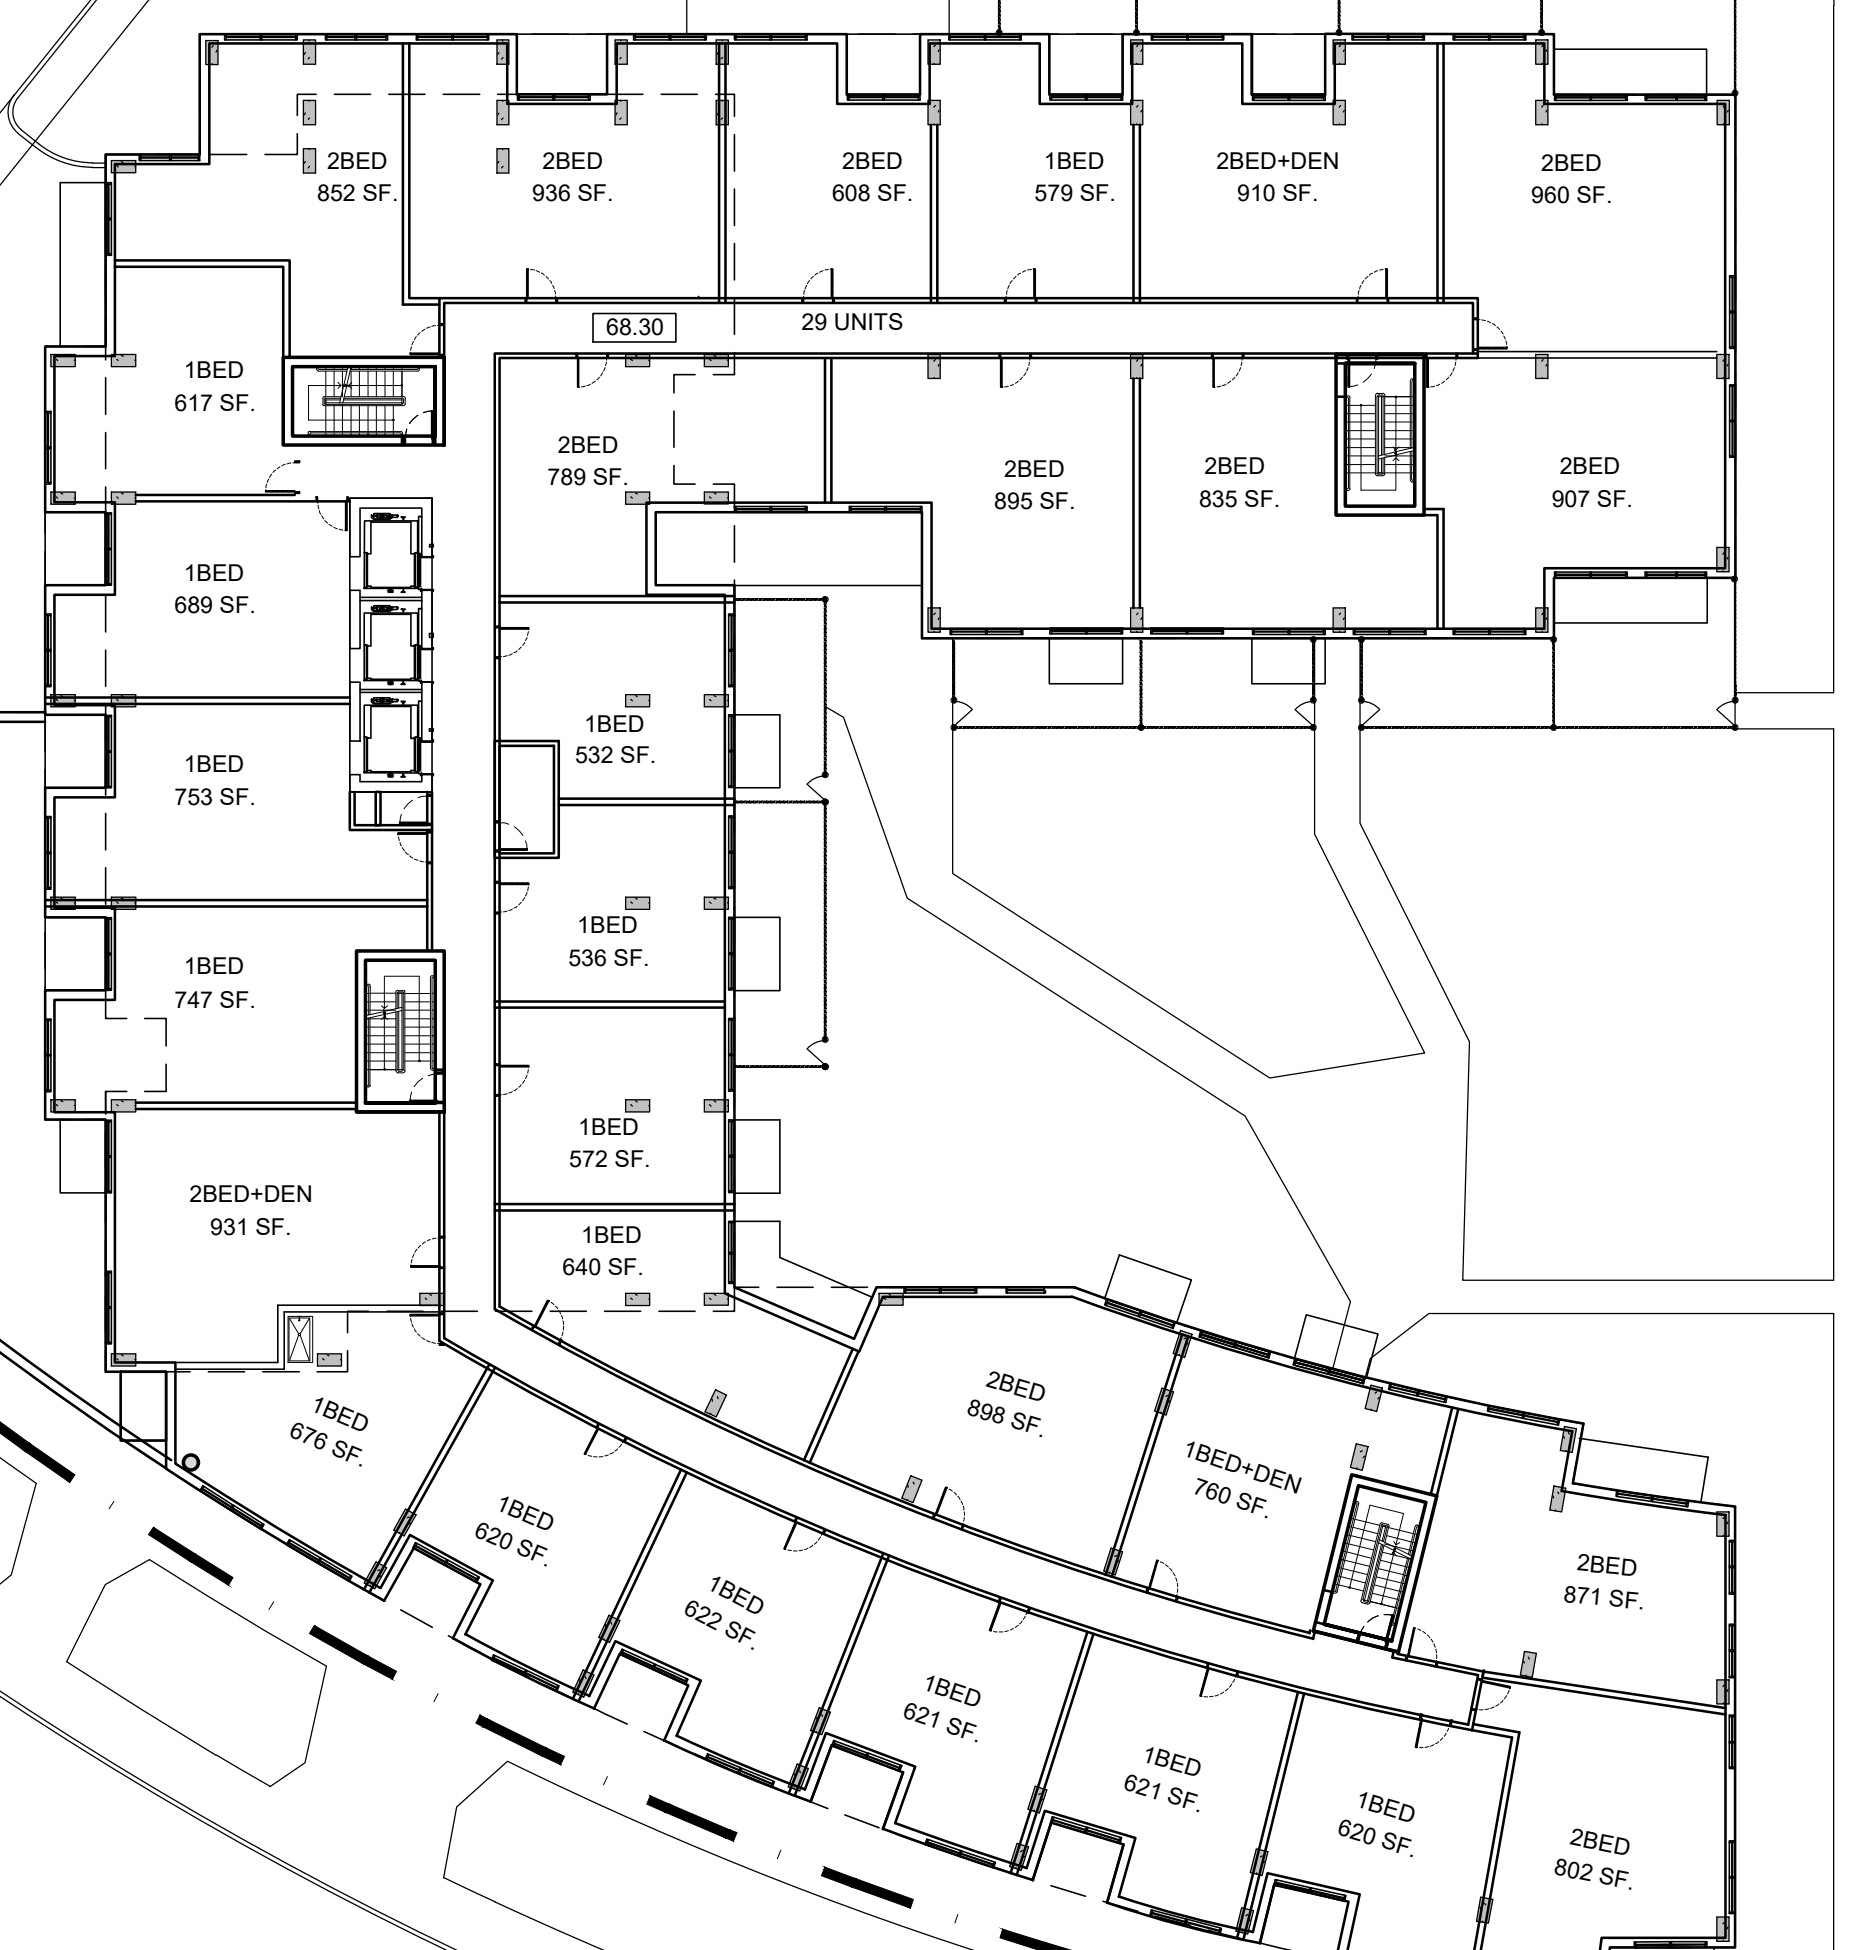 2BED
852 SF.
2BED
936 SF.
2BED
608 SF.
1BED
579 SF.
2BED+DEN
910 SF.
2BED
960 SF.
68.30
29 UNITS
1BED
617 SF.
2BED
789 SF.
2BED
895 SF.
2BED
835 SF.
2BED
907 SF.
1BED
689 SF.
1BED
532 SF.
1BED
753 SF.
1BED
536 SF.
1BED
747 SF.
1BED
572 SF.
2BED+DEN
931 SF.
1BED
640 SF.
1BED
676 SF.
2BED
898 SF.
1BED+DEN
760 SF.
1BED
620 SF.
2BED
871 SF.
1BED
622 SF.
1BED
621 SF.
1BED
621 SF.
1BED
620 SF.
2BED
802 SF.